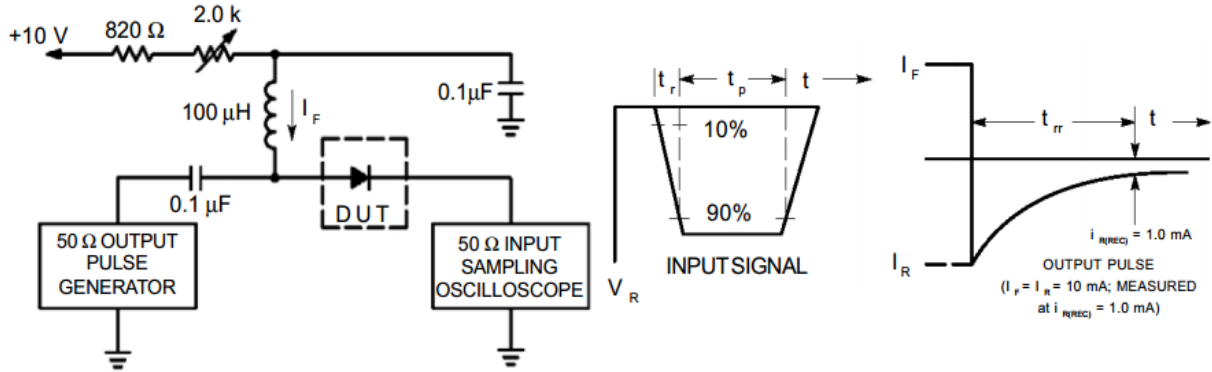 +10 V
820 Ω
2.0 k
100 μH
I F
0.1μF
0.1 μF
DUT
50 Ω OUTPUT
PULSE
GENERATOR
50 Ω INPUT
SAMPLING
OSCILLOSCOPE
t r
t p
t
10%
90%
V R
INPUT SIGNAL
I F
t rr
t
I R
i R(REC) = 1.0 mA
OUTPUT PULSE
(I F = I R = 10 mA; MEASURED
at i R(REC) = 1.0 mA)